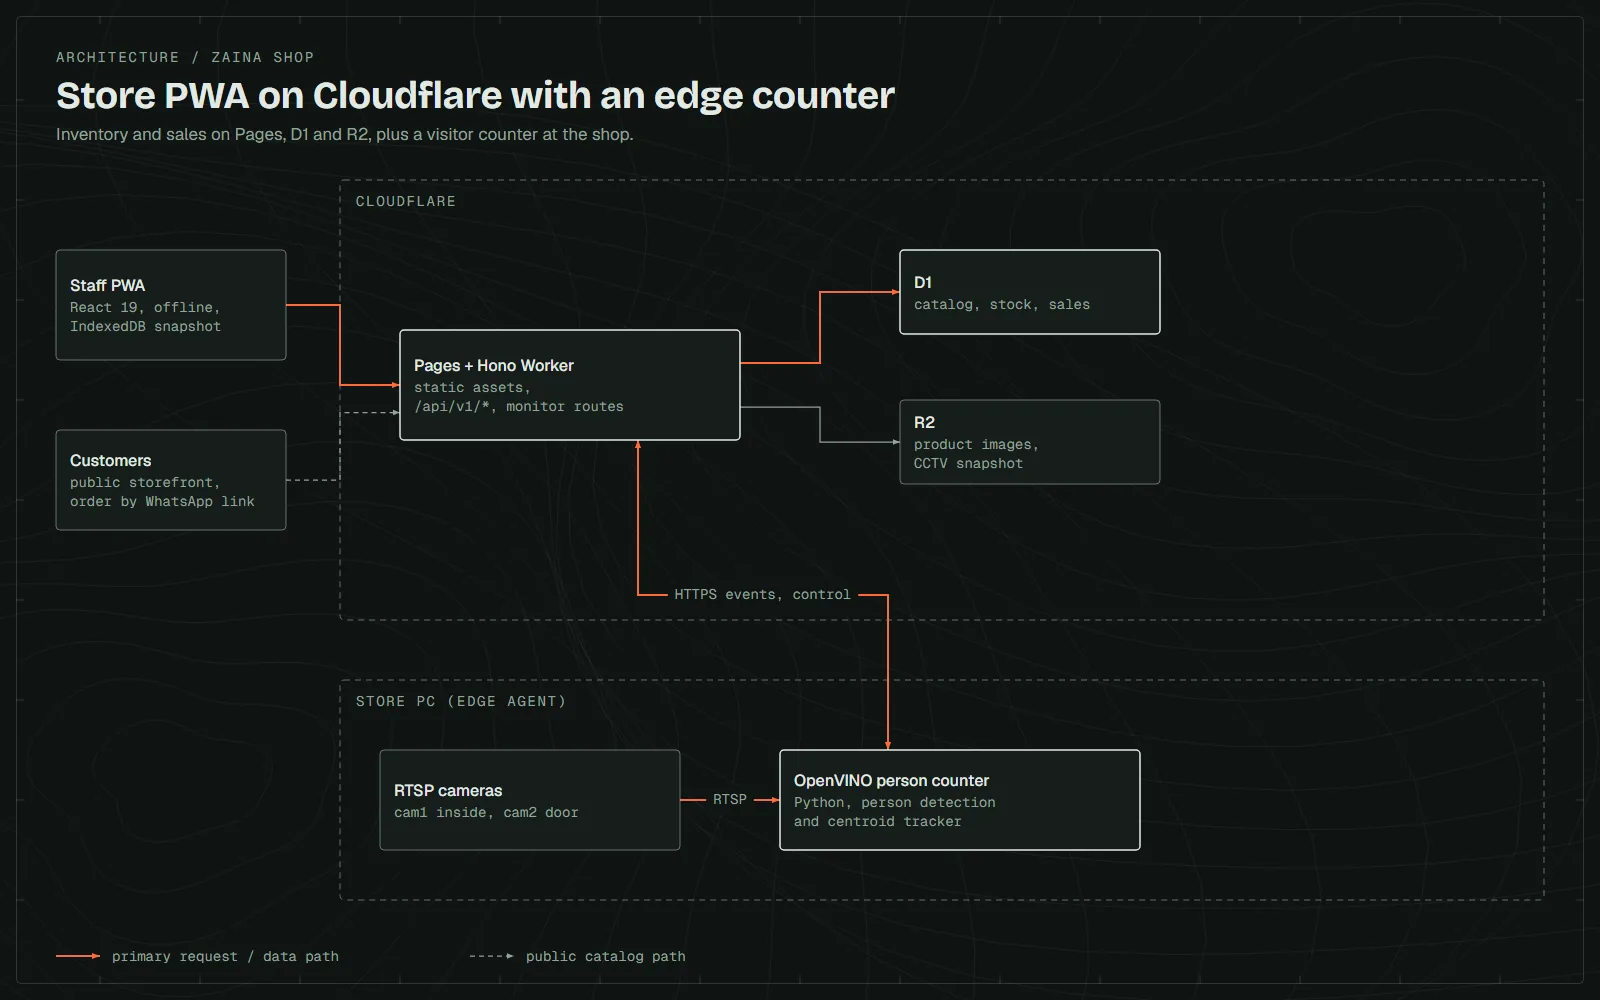 ARCHITECTURE / ZAINA SHOP
Store PWA on Cloudflare with an edge counter
Inventory and sales on Pages, D1 and R2, plus a visitor counter at the shop.
CLOUDFLARE
Staff PWA
React 19, offline,
IndexedDB snapshot
D1
catalog, stock, sales
Pages + Hono Worker
static assets,
/api/v1/*, monitor routes
R2
product images,
CCTV snapshot
Customers
public storefront,
order by WhatsApp link
HTTPS events, control
STORE PC (EDGE AGENT)
RTSP cameras
cam1 inside, cam2 door
RTSP
OpenVINO person counter
Python, person detection
and centroid tracker
primary request / data path
public catalog path